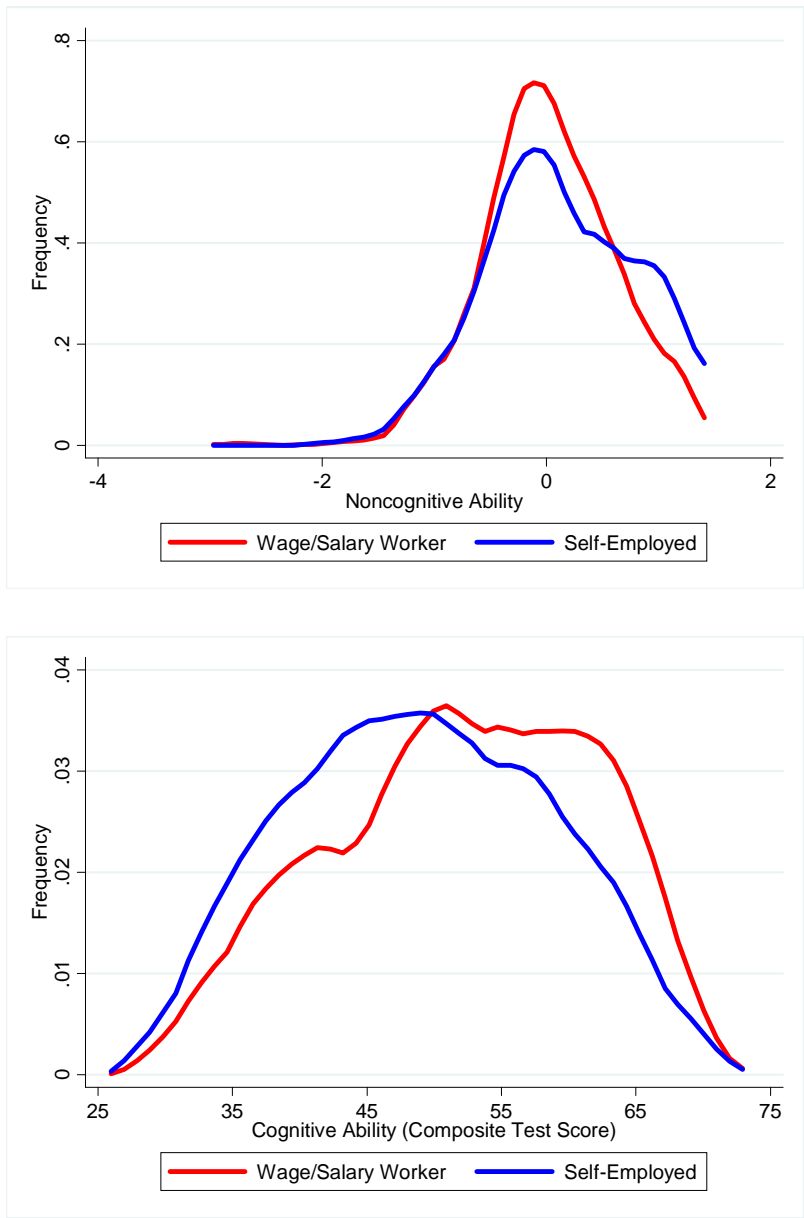 .8
.6
.4
.2
0
Frequency
-4 -2 0 2
Noncognitive Ability
Wage/Salary Worker Self-Employed
.04
.03
.02
.01
0
Frequency
25 35 45 55 65 75
Cognitive Ability (Composite Test Score)
Wage/Salary Worker Self-Employed